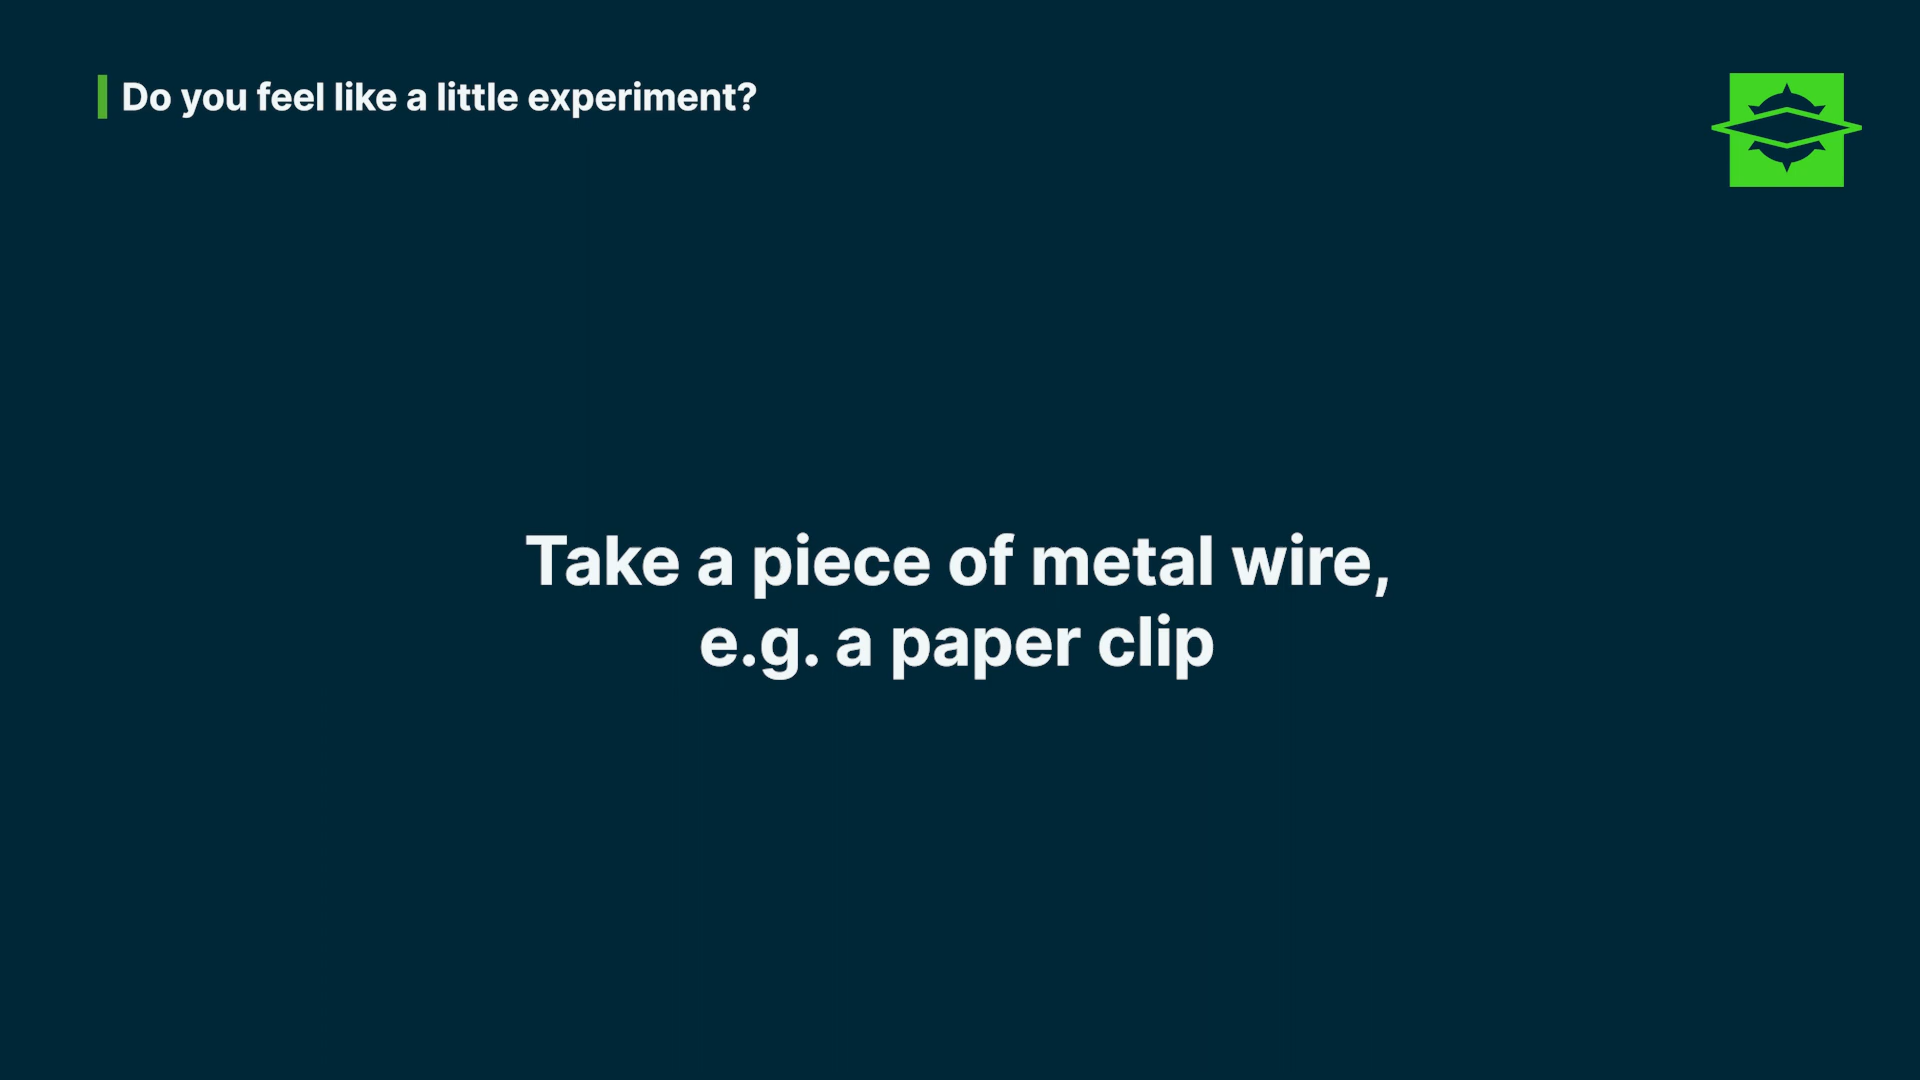 Do you feel like a little experiment?
Take a piece of metal wire,
e.g. a paper clip